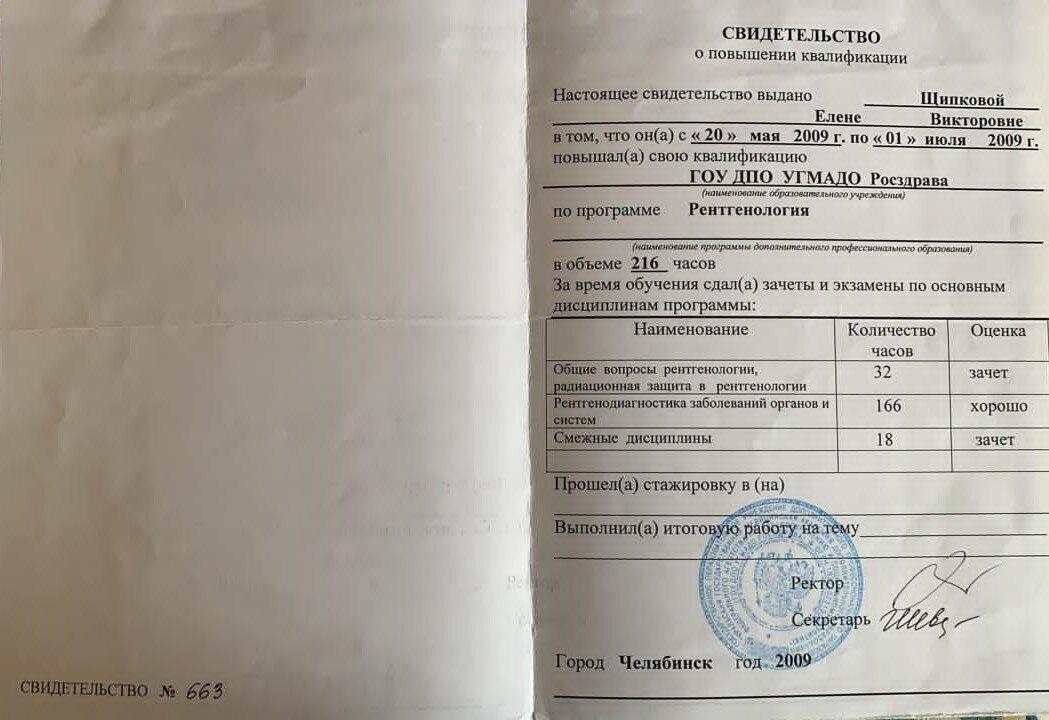 СВИДЕТЕЛЬСТВО № 663
СВИДЕТЕЛЬСТВО
о повышении квалификации
Настоящее свидетельство выдано Щипковой
Елене Викторовне
в том, что он(а) с « 20 » мая 2009 г. по « 01 » июля 2009 г.
повышал(а) свою квалификацию
ГОУ ДПО УГМАДО Росздрава
(наименование образовательного учреждения)
по программе Рентгенология
(наименование программы дополнительного профессионального образования)
в объеме 216 часов
За время обучения сдал(а) зачеты и экзамены по основным
дисциплинам программы:
Наименование Количество часов Оценка
Общие вопросы рентгенологии, 32 зачет
радиационная защита в рентгенологии
Рентгенодиагностика заболеваний органов и 166 хорошо
систем
Смежные дисциплины 18 зачет
Прошел(а) стажировку в (на)
Выполнил(а) итоговую работу на тему
Ректор
Секретарь
Город Челябинск год 2009